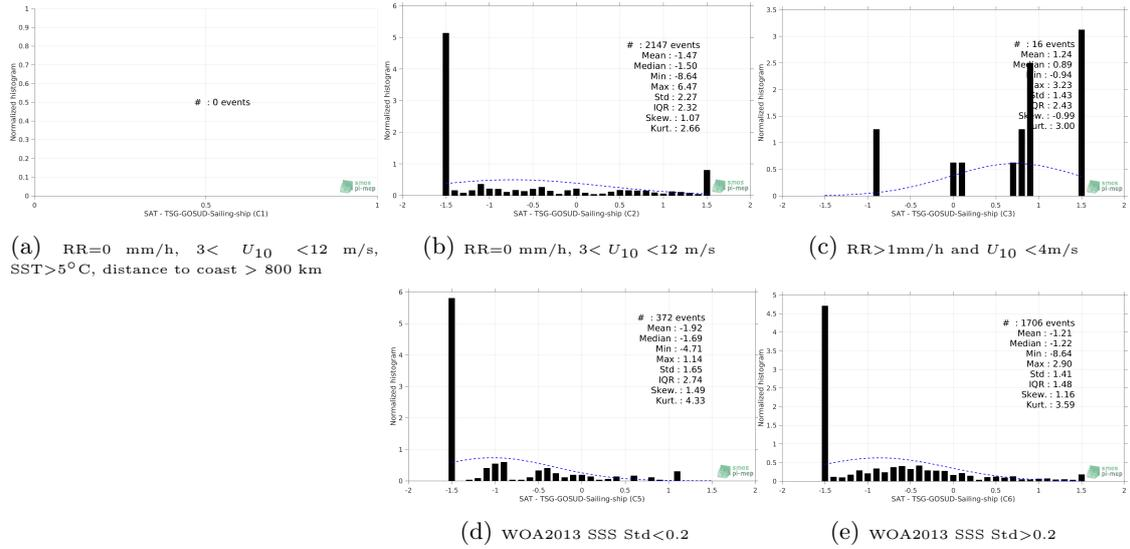 1
0.9
0.8
0.7
0.6
0.5
0.4
0.3
0.2
0.1
0
Normalized histogram
# : 0 events
0 0.5 1
SAT - TSG-GOSUD-Sailing-ship (C1)
smos
pi-mep
(a) RR=0 mm/h, 3< U10 <12 m/s,
SST>5°C, distance to coast > 800 km
6
5
4
3
2
1
0
Normalized histogram
# : 2147 events
Mean : -1.47
Median : -1.50
Min : -8.64
Max : 6.47
Std : 2.27
IQR : 2.32
Skew. : 1.07
Kurt. : 2.66
-2 -1.5 -1 -0.5 0 0.5 1 1.5 2
SAT - TSG-GOSUD-Sailing-ship (C2)
smos
pi-mep
(b) RR=0 mm/h, 3< U10 <12 m/s
3.5
3
2.5
2
1.5
1
0.5
0
Normalized histogram
# : 16 events
Mean : 1.24
Median : 0.89
in : -0.94
ax : 3.23
Std : 1.43
IQR : 2.43
Skew. : -0.99
urt. : 3.00
-2 -1.5 -1 -0.5 0 0.5 1 1.5 2
SAT - TSG-GOSUD-Sailing-ship (C3)
smos
pi-mep
(c) RR>1mm/h and U10 <4m/s
6
5
4
3
2
1
0
Normalized histogram
# : 372 events
Mean : -1.92
Median : -1.69
Min : -4.71
Max : 1.14
Std : 1.65
IQR : 2.74
Skew. : 1.49
Kurt. : 4.33
-2 -1.5 -1 -0.5 0 0.5 1 1.5 2
SAT - TSG-GOSUD-Sailing-ship (C5)
smos
pi-mep
(d) WOA2013 SSS Std<0.2
5
4.5
4
3.5
3
2.5
2
1.5
1
0.5
0
Normalized histogram
# : 1706 events
Mean : -1.21
Median : -1.22
Min : -8.64
Max : 2.90
Std : 1.41
IQR : 1.48
Skew. : 1.16
Kurt. : 3.59
-2 -1.5 -1 -0.5 0 0.5 1 1.5 2
SAT - TSG-GOSUD-Sailing-ship (C6)
smos
pi-mep
(e) WOA2013 SSS Std>0.2